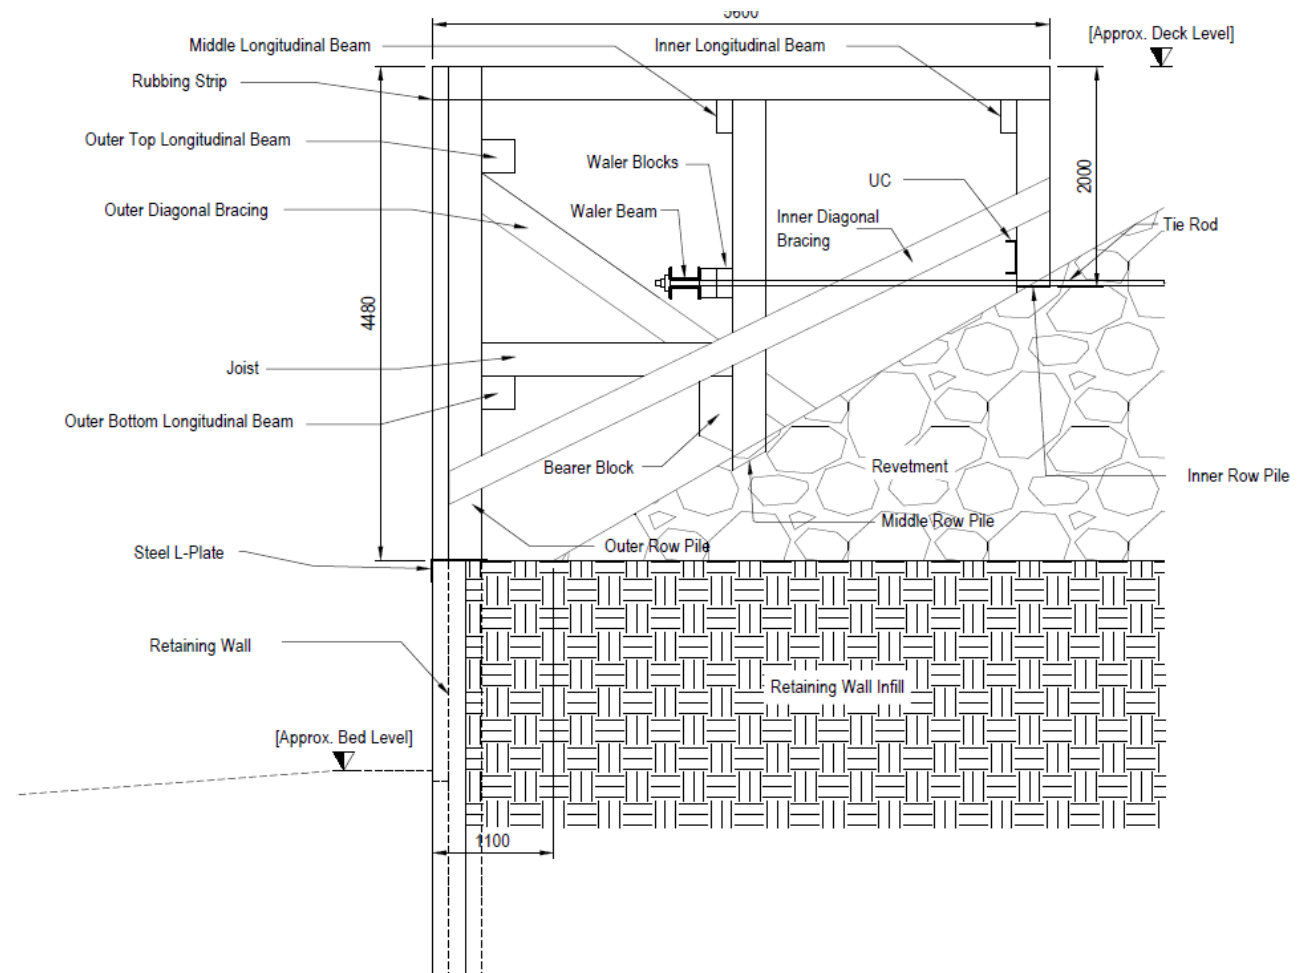 5600
Middle Longitudinal Beam
Inner Longitudinal Beam
[Approx. Deck Level]
Rubbing Strip
Outer Top Longitudinal Beam
Waler Blocks
UC
2000
Outer Diagonal Bracing
Waler Beam
Inner Diagonal
Bracing
Tie Rod
4480
Joist
Outer Bottom Longitudinal Beam
Bearer Block
Revetment
Inner Row Pile
Middle Row Pile
Outer Row Pile
Steel L-Plate
Retaining Wall
Retaining Wall Infill
[Approx. Bed Level]
1100